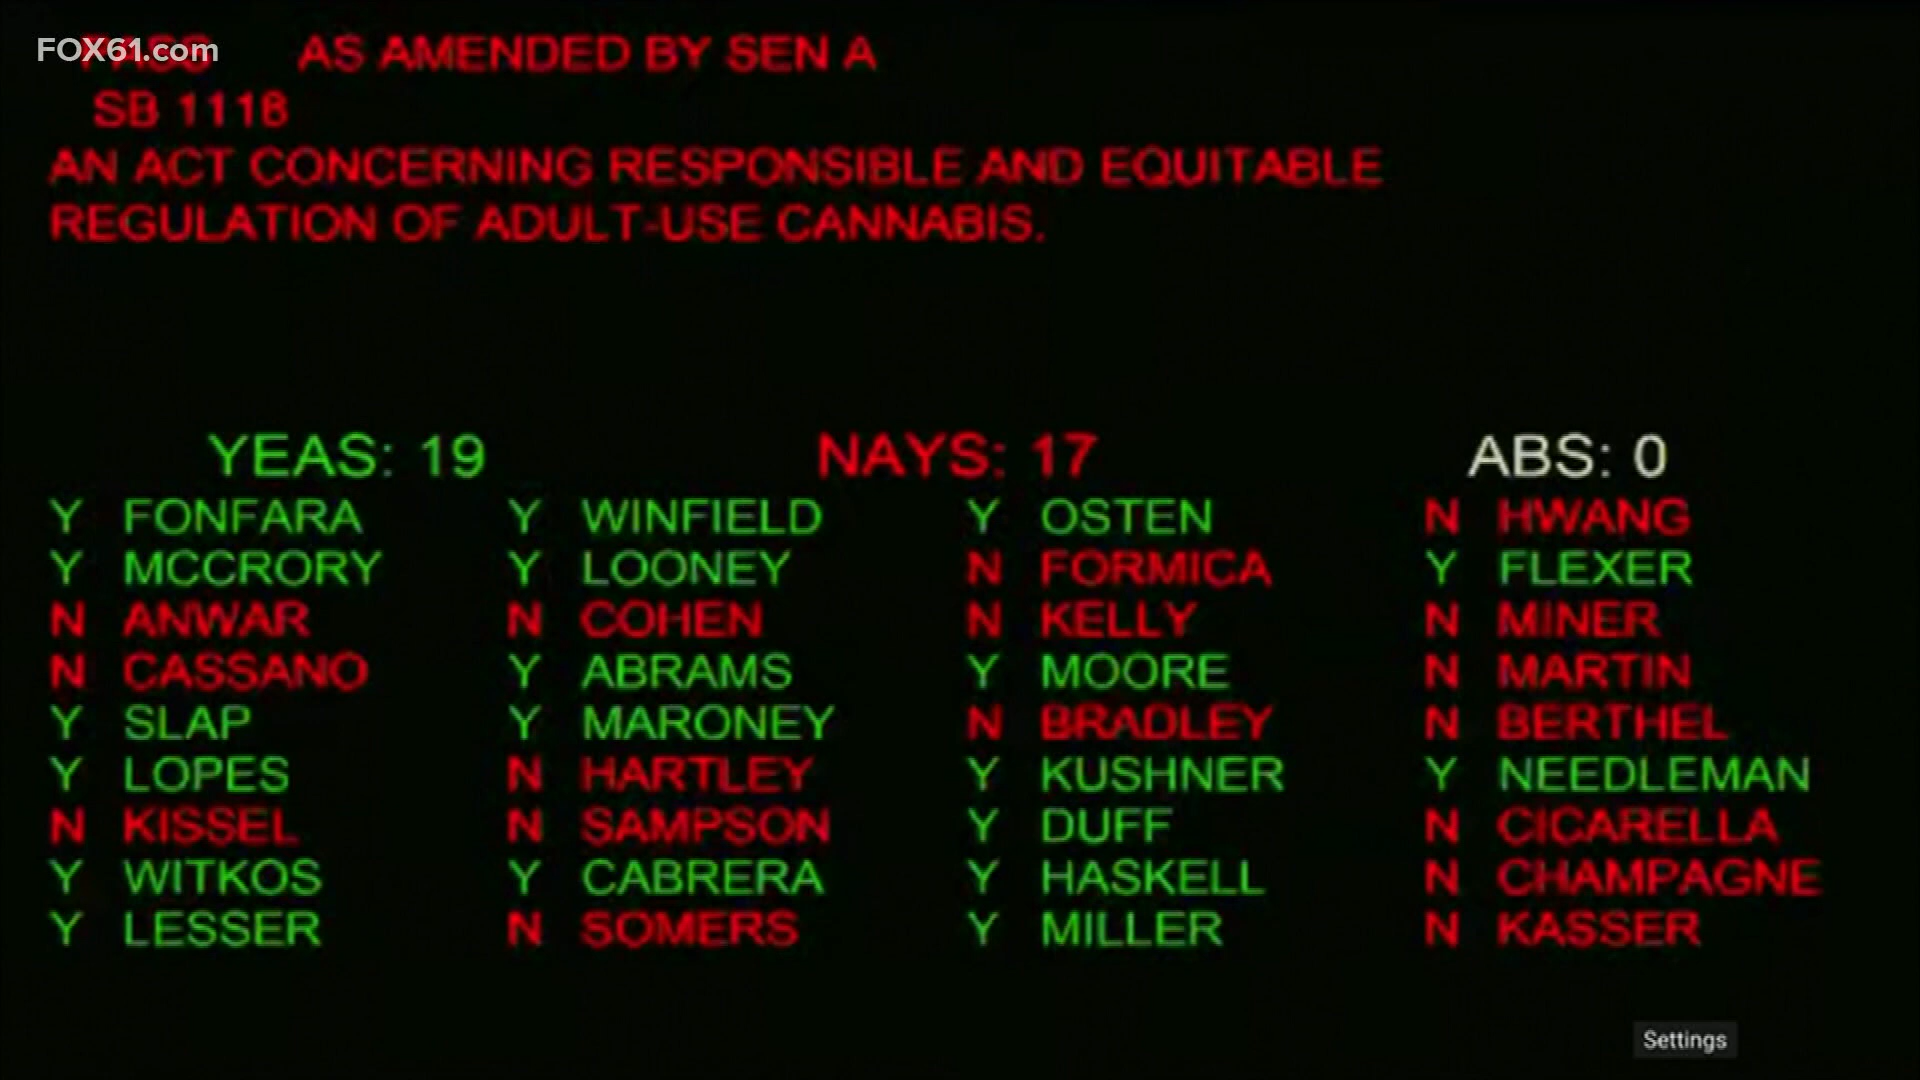 FOX61.com
PASS AS AMENDED BY SEN A
SB 1118
AN ACT CONCERNING RESPONSIBLE AND EQUITABLE
REGULATION OF ADULT-USE CANNABIS.
YEAS: 19 NAYS: 17 ABS: 0
Y FONFARA Y WINFIELD Y OSTEN N HWANG
Y MCCRORY Y LOONEY N FORMICA Y FLEXER
N ANWAR N COHEN N KELLY N MINER
N CASSANO Y ABRAMS Y MOORE N MARTIN
Y SLAP Y MARONEY N BRADLEY N BERTHEL
Y LOPES N HARTLEY Y KUSHNER Y NEEDLEMAN
N KISSEL N SAMPSON Y DUFF N CICARELLA
Y WITKOS Y CABRERA Y HASKELL N CHAMPAGNE
Y LESSER N SOMERS Y MILLER N KASSER
Settings